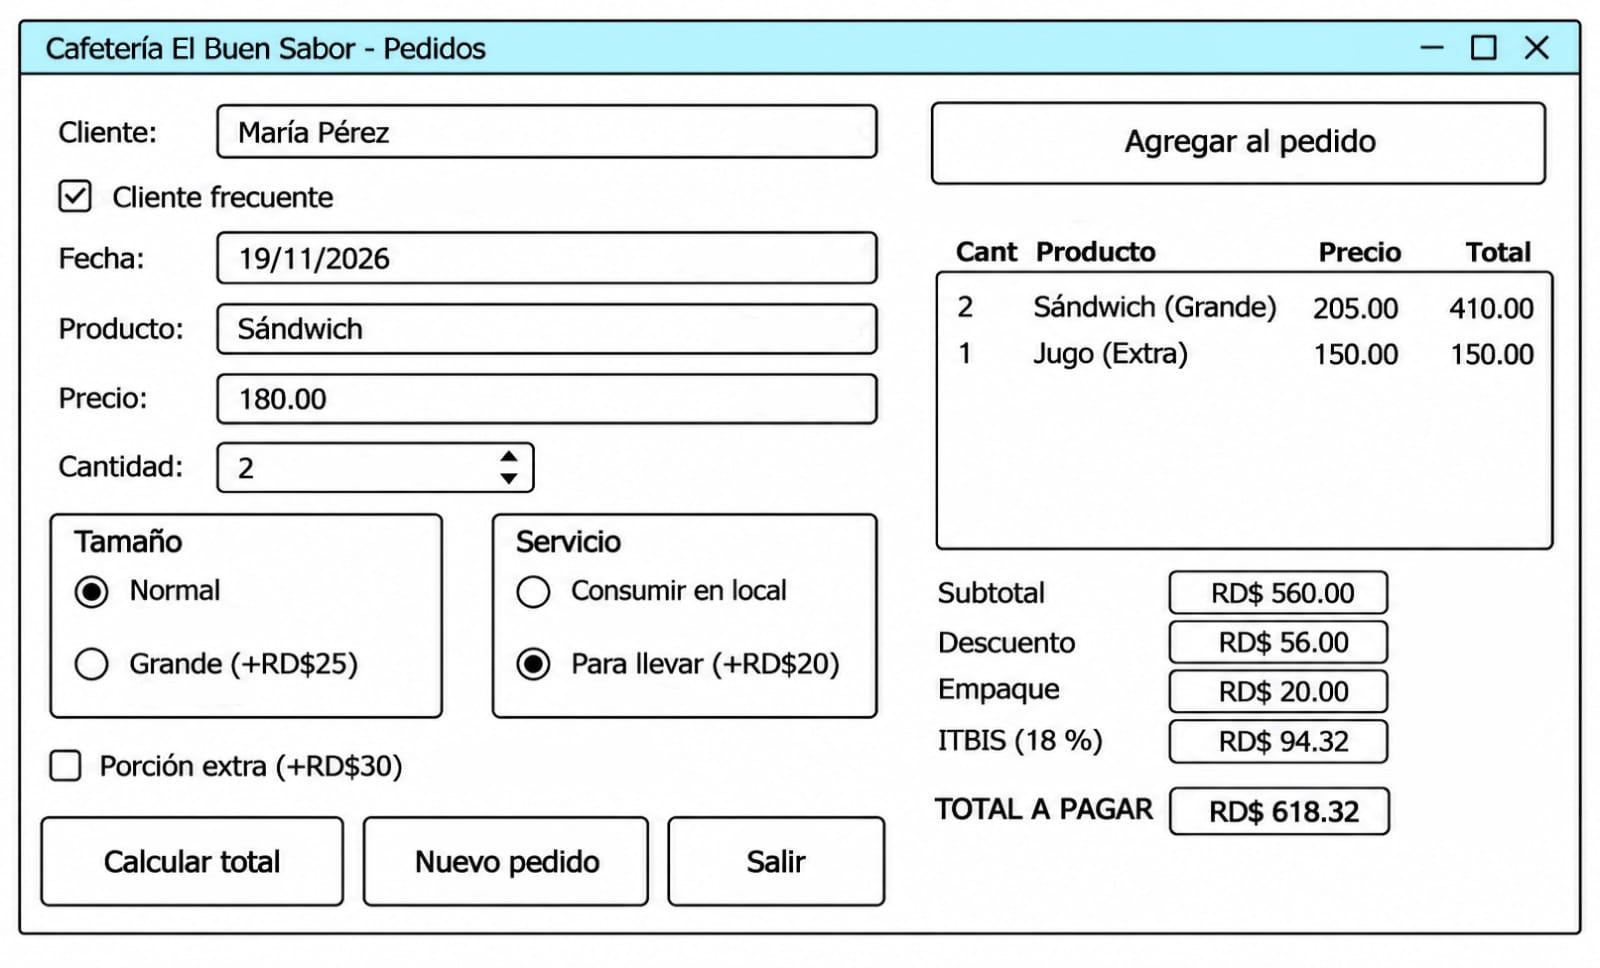 Cafetería El Buen Sabor - Pedidos
Cliente: María Pérez
Cliente frecuente
Fecha: 19/11/2026
Producto: Sándwich
Precio: 180.00
Cantidad: 2
Tamaño
Normal
Grande (+RD$25)
Servicio
Consumir en local
Para llevar (+RD$20)
Porción extra (+RD$30)
Calcular total
Nuevo pedido
Salir
Agregar al pedido
Cant Producto Precio Total
2 Sándwich (Grande) 205.00 410.00
1 Jugo (Extra) 150.00 150.00
Subtotal RD$ 560.00
Descuento RD$ 56.00
Empaque RD$ 20.00
ITBIS (18 %) RD$ 94.32
TOTAL A PAGAR RD$ 618.32